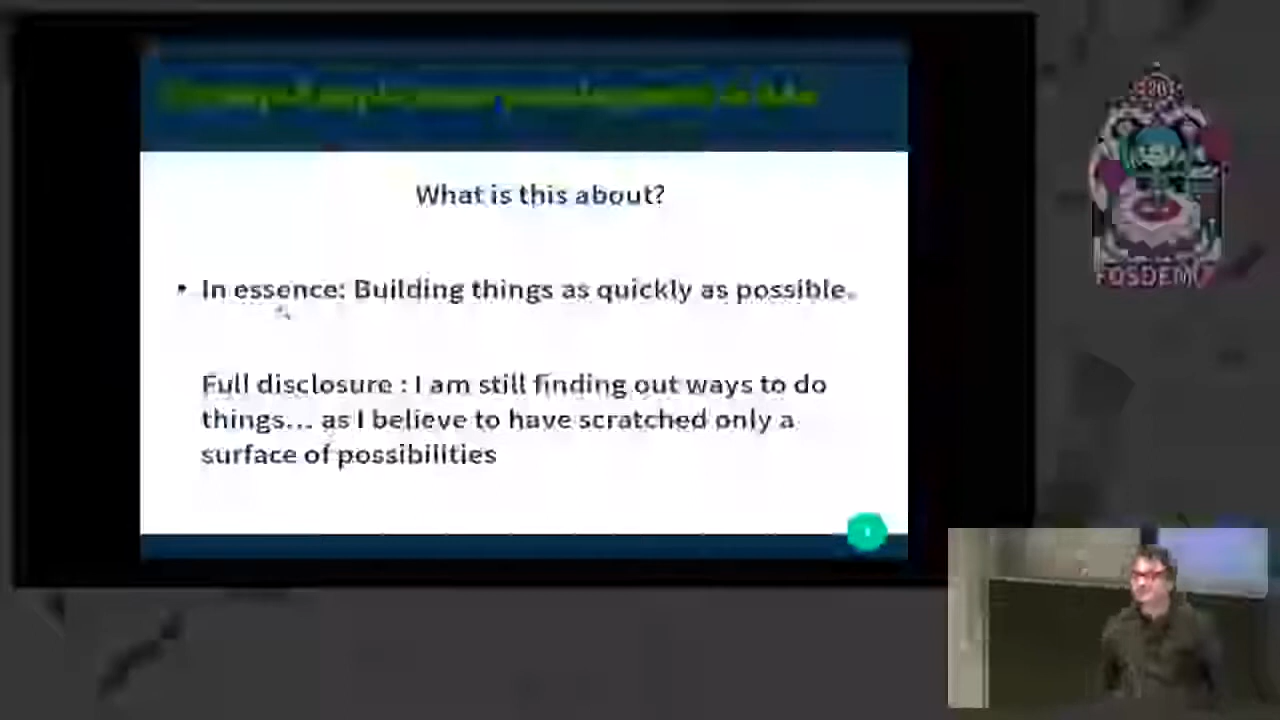 What is this about?
• In essence: Building things as quickly as possible.
Full disclosure : I am still finding out ways to do
things... as I believe to have scratched only a
surface of possibilities
FOSDEM